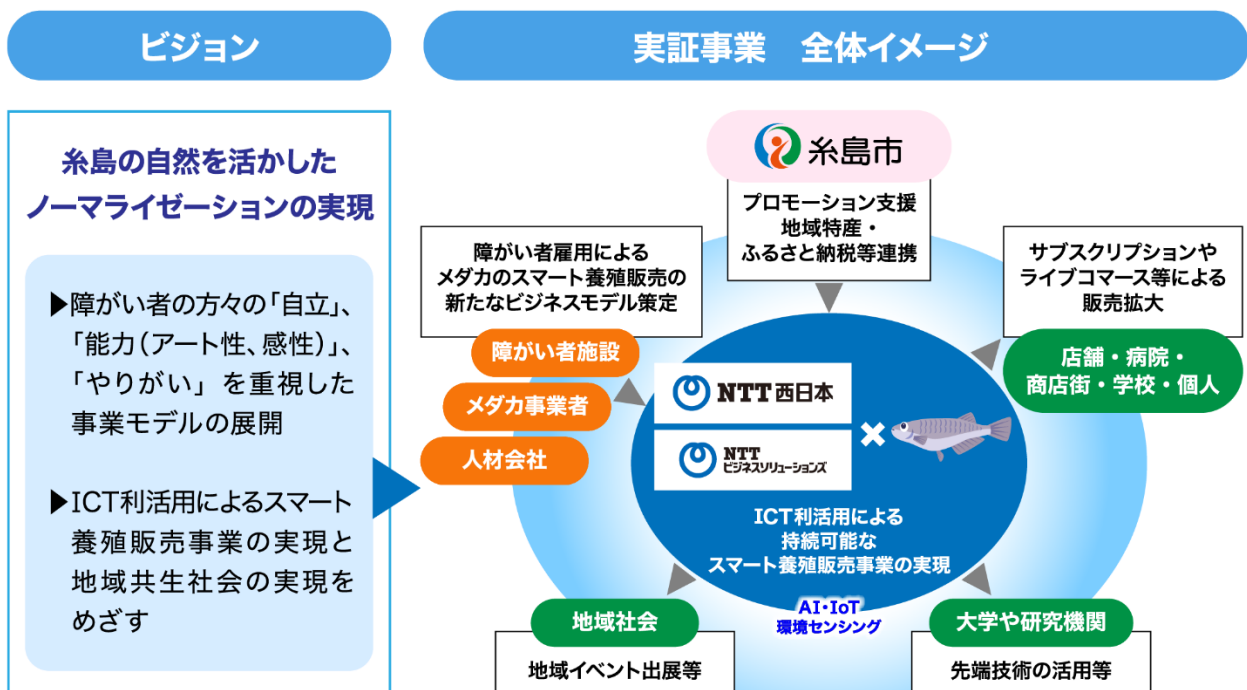 ビジョン
実証事業　全体イメージ
糸島の自然を活かした
ノーマライゼーションの実現
▶障がい者の方々の「自立」、
「能力(アート性、感性)」、
「やりがい」を重視した
事業モデルの展開
▶ICT利活用によるスマート
養殖販売事業の実現と
地域共生社会の実現を
めざす
糸島市
プロモーション支援
地域特産・
ふるさと納税等連携
障がい者雇用による
メダカのスマート養殖販売の
新たなビジネスモデル策定
障がい者施設
メダカ事業者
人材会社
サブスクリプションや
ライブコマース等による
販売拡大
店舗・病院・
商店街・学校・個人
NTT西日本
NTT
ビジネスソリューションズ
×
ICT利活用による
持続可能な
スマート養殖販売事業の実現
AI・IoT
環境センシング
地域社会
地域イベント出展等
大学や研究機関
先端技術の活用等